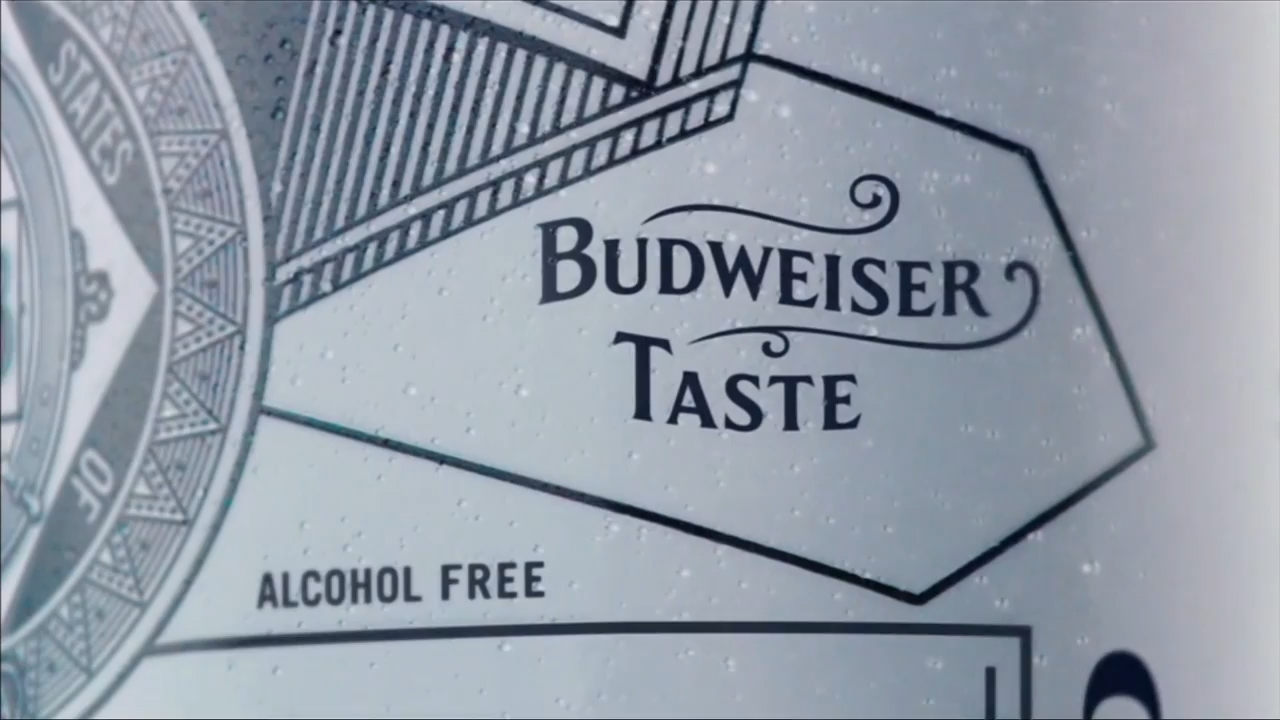 STATES
OF
BUDWEISER
TASTE
ALCOHOL FREE